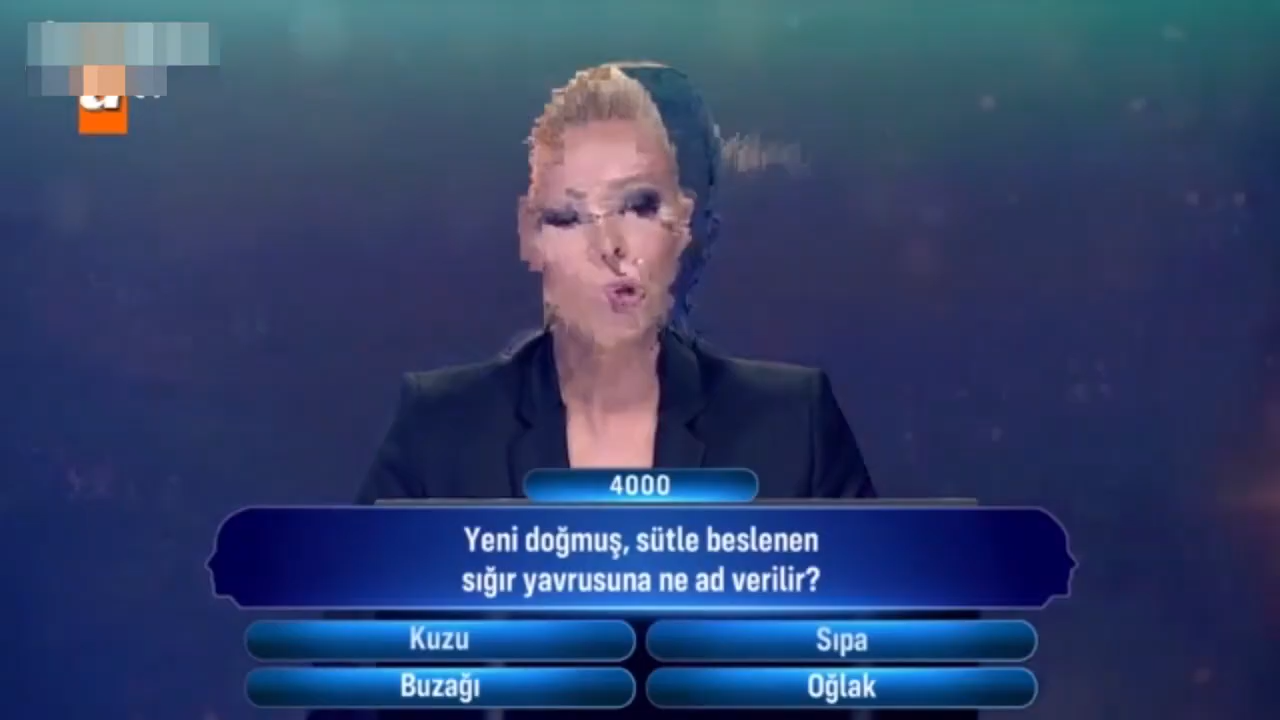 4000
Yeni doğmuş, sütle beslenen
sığır yavrusuna ne ad verilir?
Kuzu
Sıpa
Buzağı
Oğlak